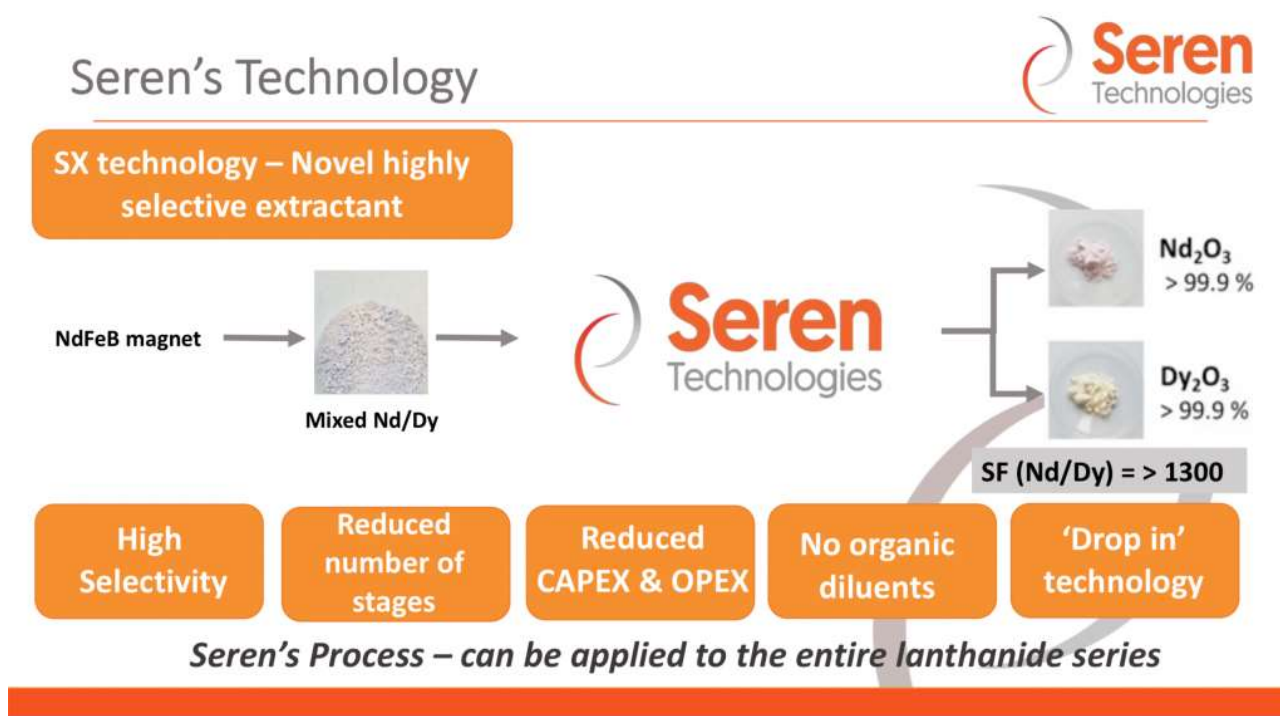 Seren’s Technology
Seren
Technologies
SX technology – Novel highly
selective extractant
NdFeB magnet
Mixed Nd/Dy
Seren
Technologies
Nd₂O₃
> 99.9 %
Dy₂O₃
> 99.9 %
SF (Nd/Dy) = > 1300
High
Selectivity
Reduced
number of
stages
Reduced
CAPEX & OPEX
No organic
diluents
‘Drop in’
technology
Seren’s Process – can be applied to the entire lanthanide series